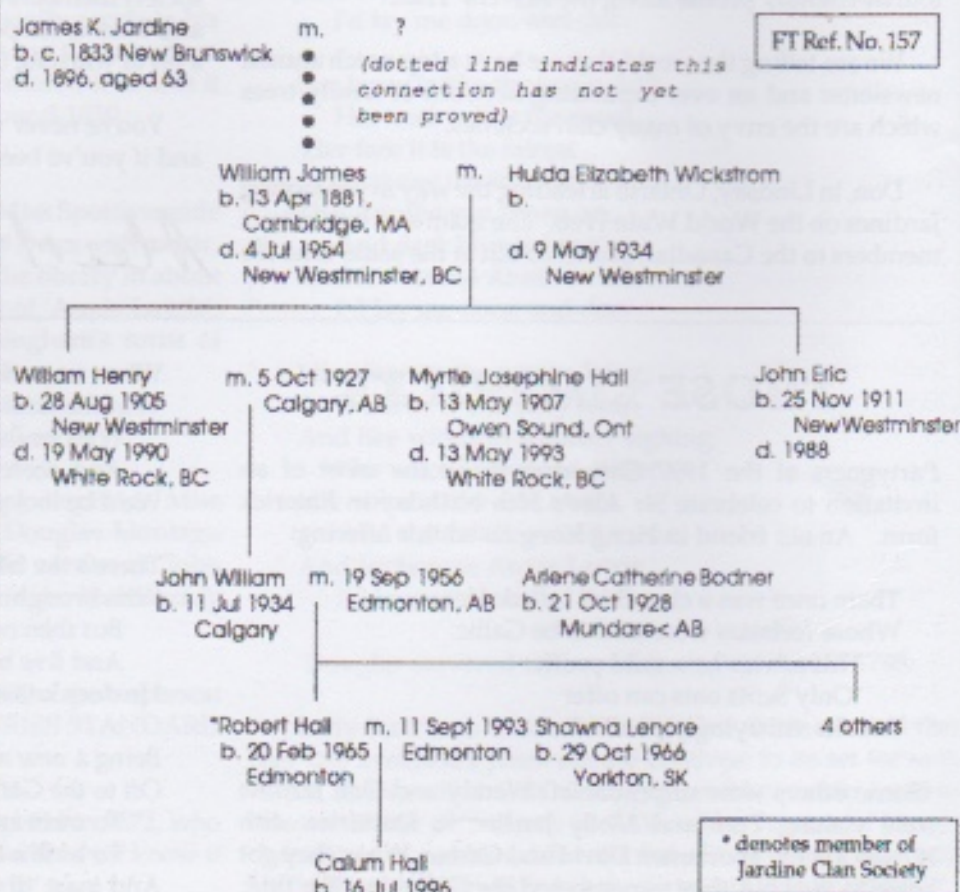 James K. Jardine m. ?
b. c. 1833 New Brunswick
d. 1896, aged 63
FT Ref. No. 157
(dotted line indicates this
connection has not yet
been proved)
William James m. Hulda Elizabeth Wickstrom
b. 13 Apr 1881, b.
Cambridge, MA
d. 4 Jul 1954 d. 9 May 1934
New Westminster, BC New Westminster
William Henry m. 5 Oct 1927 Myrtle Josephine Hall John Eric
b. 28 Aug 1905 Calgary, AB b. 13 May 1907 b. 25 Nov 1911
New Westminster Owen Sound, Ont New Westminster
d. 19 May 1990 d. 13 May 1993 d. 1988
White Rock, BC White Rock, BC
John William m. 19 Sep 1956 Arlene Catherine Bodner
b. 11 Jul 1934 Edmonton, AB b. 21 Oct 1928
Calgary Mundare< AB
*Robert Hall m. 11 Sept 1993 Shawna Lenore 4 others
b. 20 Feb 1965 Edmonton b. 29 Oct 1966
Edmonton Yorkton, SK
Calum Hall
b. 16 Jul 1996
denotes member of
Jardine Clan Society